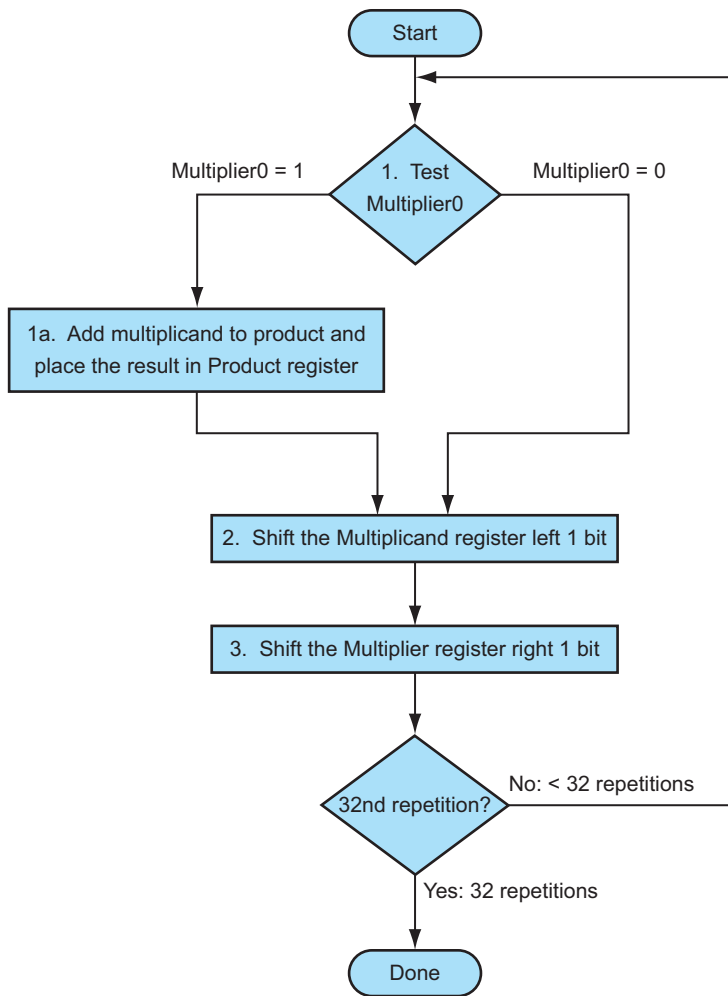 Start
1. Test
Multiplier0
Multiplier0 = 1
Multiplier0 = 0
1a. Add multiplicand to product and
place the result in Product register
2. Shift the Multiplicand register left 1 bit
3. Shift the Multiplier register right 1 bit
32nd repetition?
No: < 32 repetitions
Yes: 32 repetitions
Done